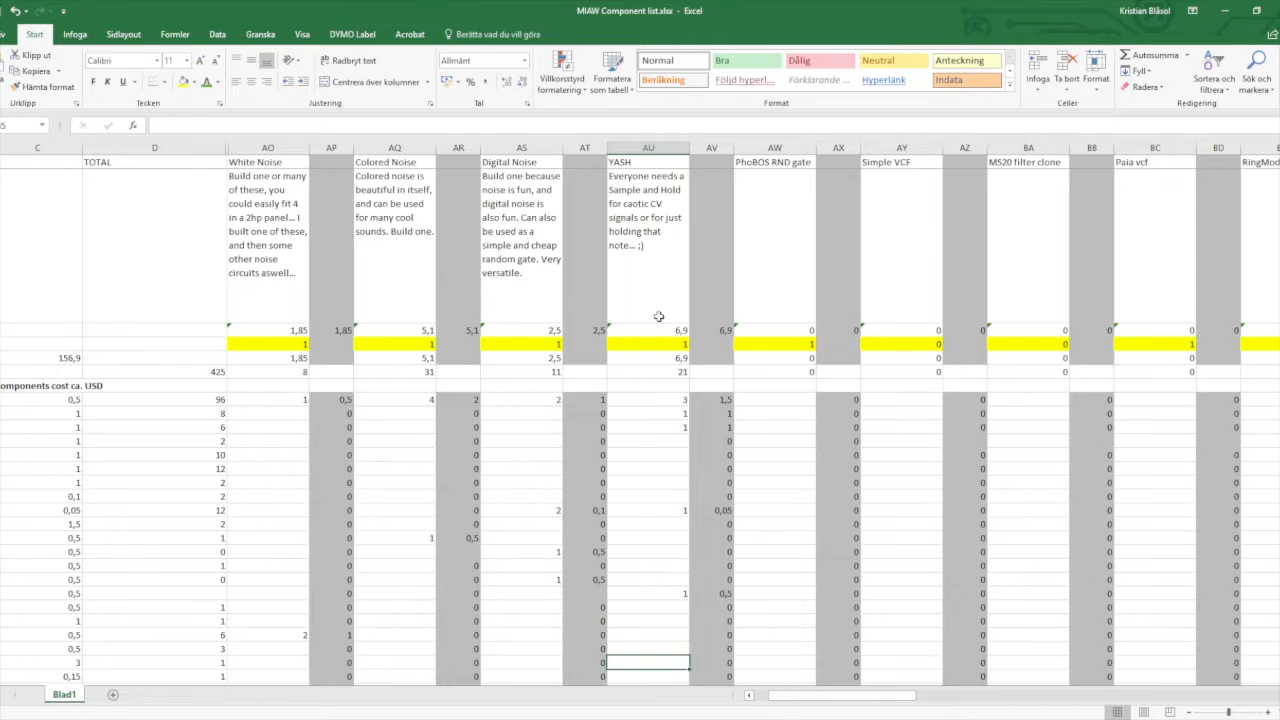 MIAW Component list.xlsx - Excel
Kristian Blåsol
Start Infoga Sidlayout Formler Data Granska Visa DYMO Label Acrobat Berätta vad du vill göra
Klipp ut
Kopiera
Hämta format
Urklipp
Calibri 11
F K U
Tecken
Radbryt text
Centrera över kolumner
Justering
Allmänt
%
Tal
Villkorsstyrd formatering
Formatera som tabell
Normal Bra Dålig Neutral Anteckning
Beräkning Följd hyperl... Förklarande ... Hyperlänk Indata
Format
Infoga Ta bort Format
Celler
Autosumma
Fyll
Radera
Sortera och filtrera
Sök och markera
Redigering
fx
C D AO AP AQ AR AS AT AU AV AW AX AY AZ BA BB BC BD
TOTAL White Noise Colored Noise Digital Noise YASH PhoBOS RND gate Simple VCF MS20 filter clone Paia vcf RingMod
Build one or many
of these, you
could easily fit 4
in a 2hp panel... I
built one of these,
and then some
other noise
circuits aswell...
Colored noise is
beautiful in itself,
and can be used
for many cool
sounds. Build one.
Build one because
noise is fun, and
digital noise is
also fun. Can also
be used as a
simple and cheap
random gate. Very
versatile.
Everyone needs a
Sample and Hold
for caotic CV
signals or for just
holding that
note... ;)
1,85 1,85 5,1 5,1 2,5 2,5 6,9 6,9 0 0 0 0 0 0 0 0
1 1 1 1 1 0 0 1
156,9 1,85 5,1 2,5 6,9 0 0 0 0
425 8 31 11 21 0 0 0 0
omponents cost ca. USD
0,5 96 1 0,5 4 2 2 1 3 1,5 0 0 0 0
1 8 0 0 0 1 1 0 0 0 0
1 6 0 0 0 1 1 0 0 0 0
1 2 0 0 0 0
1 10 0 0 0 0 0 0 0 0
1 12 0 0 0 0 0 0 0 0
1 2 0 0 0 0 0 0 0 0
0,1 2 0 0 0 0 0 0 0 0
0,05 12 0 0 2 0,1 1 0,05 0 0 0 0
1,5 2 0 0 0 0 0 0 0 0
0,5 1 0 1 0,5 0 0 0 0 0 0
0,5 0 0 0 1 0,5 0 0 0 0 0
0,5 1 0 0 0 0 0 0 0 0
0,5 0 0 0 1 0,5 0 0 0 0 0
0,5 0 0 1 0,5 0 0 0 0
0,5 1 0 0 0 0 0 0 0 0
1 1 0 0 0 0 0 0 0 0
0,5 6 2 1 0 0 0 0 0 0 0
0,5 3 0 0 0 0 0 0 0 0
3 1 0 0 0 0 0 0 0 0
0,15 1 0 0 0 0 0 0 0 0
Blad1